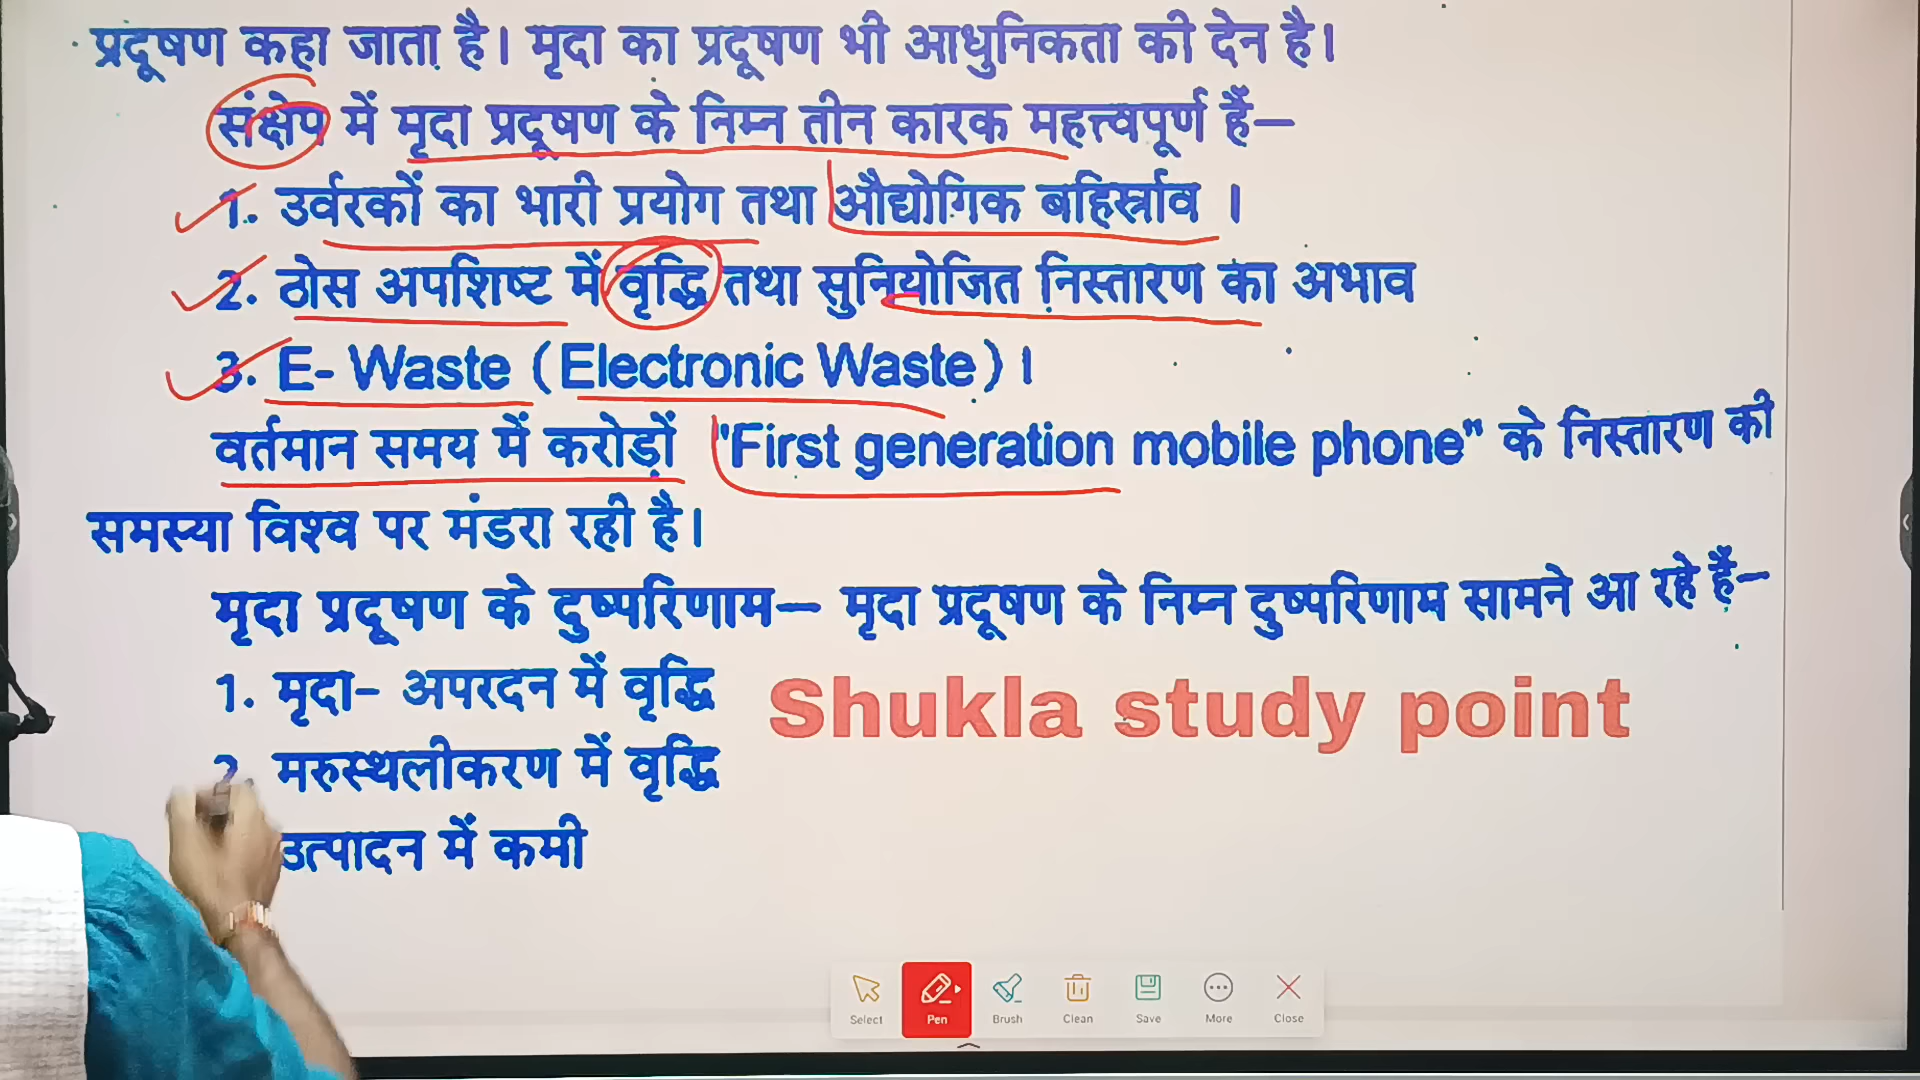 प्रदूषण कहा जाता है। मृदा का प्रदूषण भी आधुनिकता की देन है।
संक्षेप में मृदा प्रदूषण के निम्न तीन कारक महत्त्वपूर्ण हैं—
1. उर्वरकों का भारी प्रयोग तथा औद्योगिक बहिर्स्राव ।
2. ठोस अपशिष्ट में वृद्धि तथा सुनियोजित निस्तारण का अभाव
3. E- Waste (Electronic Waste)।
वर्तमान समय में करोड़ों "First generation mobile phone" के निस्तारण की
समस्या विश्व पर मंडरा रही है।
मृदा प्रदूषण के दुष्परिणाम— मृदा प्रदूषण के निम्न दुष्परिणाम सामने आ रहे हैं—
1. मृदा- अपरदन में वृद्धि
Shukla study point
मरुस्थलीकरण में वृद्धि
उत्पादन में कमी
Select Pen Brush Clean Save More Close